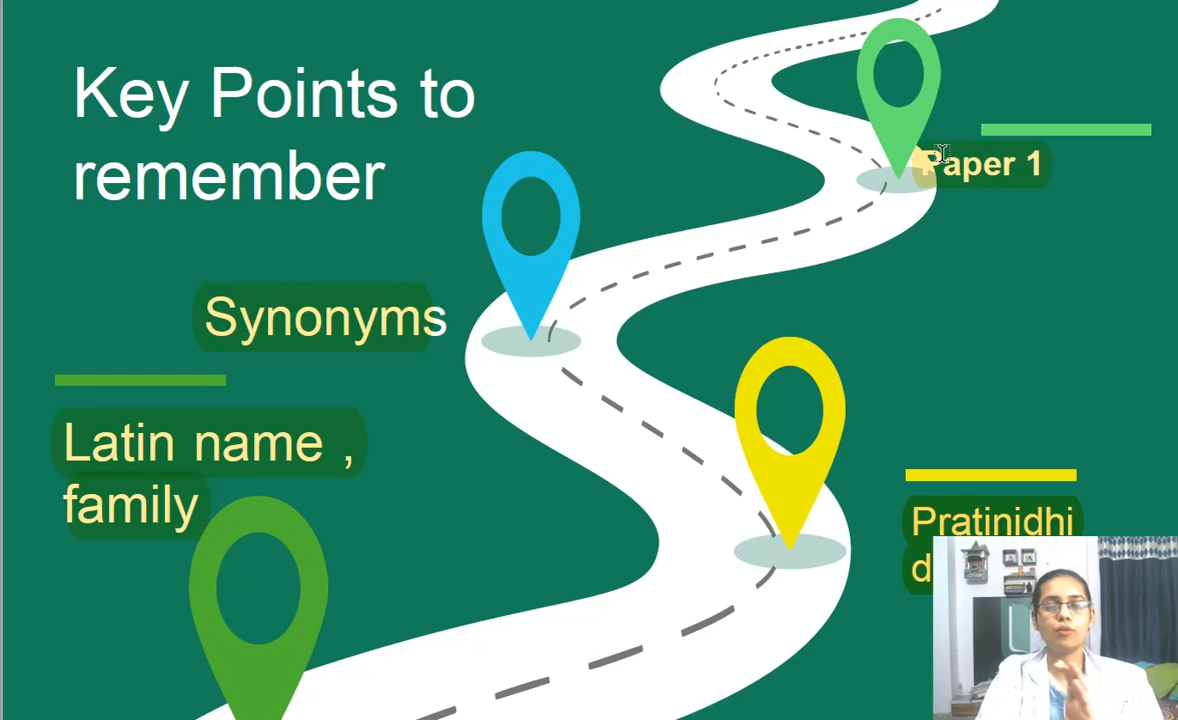 Key Points to
remember
Paper 1
Synonyms
Latin name ,
family
Pratinidhi